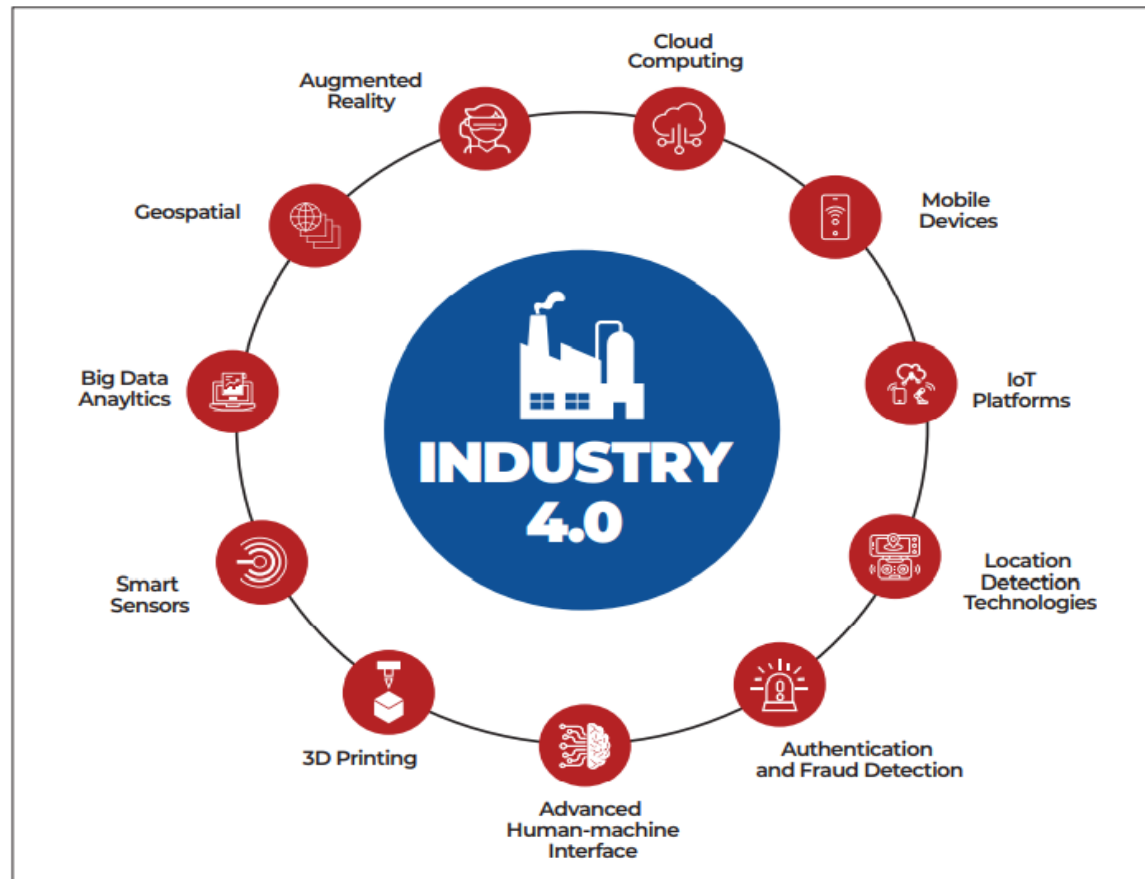 Cloud
Computing
Augmented
Reality
Mobile
Devices
Geospatial
IoT
Platforms
Big Data
Anayltics
INDUSTRY
4.0
Location
Detection
Technologies
Smart
Sensors
Authentication
and Fraud Detection
3D Printing
Advanced
Human-machine
Interface